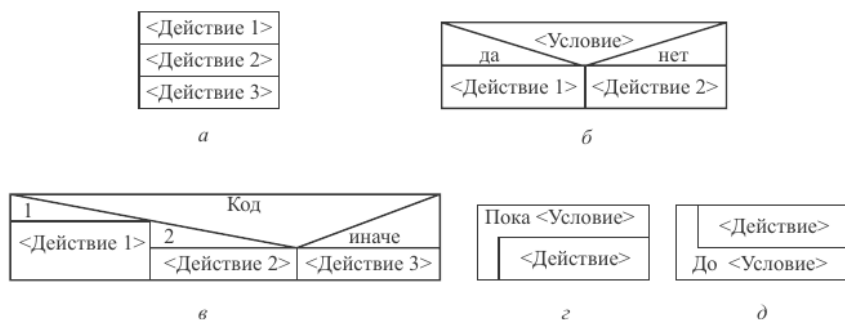 <Действие 1>
<Действие 2>
<Действие 3>
а
<Условие>
да нет
<Действие 1> <Действие 2>
б
Код
1
<Действие 1>
2 иначе
<Действие 2> <Действие 3>
в
Пока <Условие>
<Действие>
г
<Действие>
До <Условие>
д